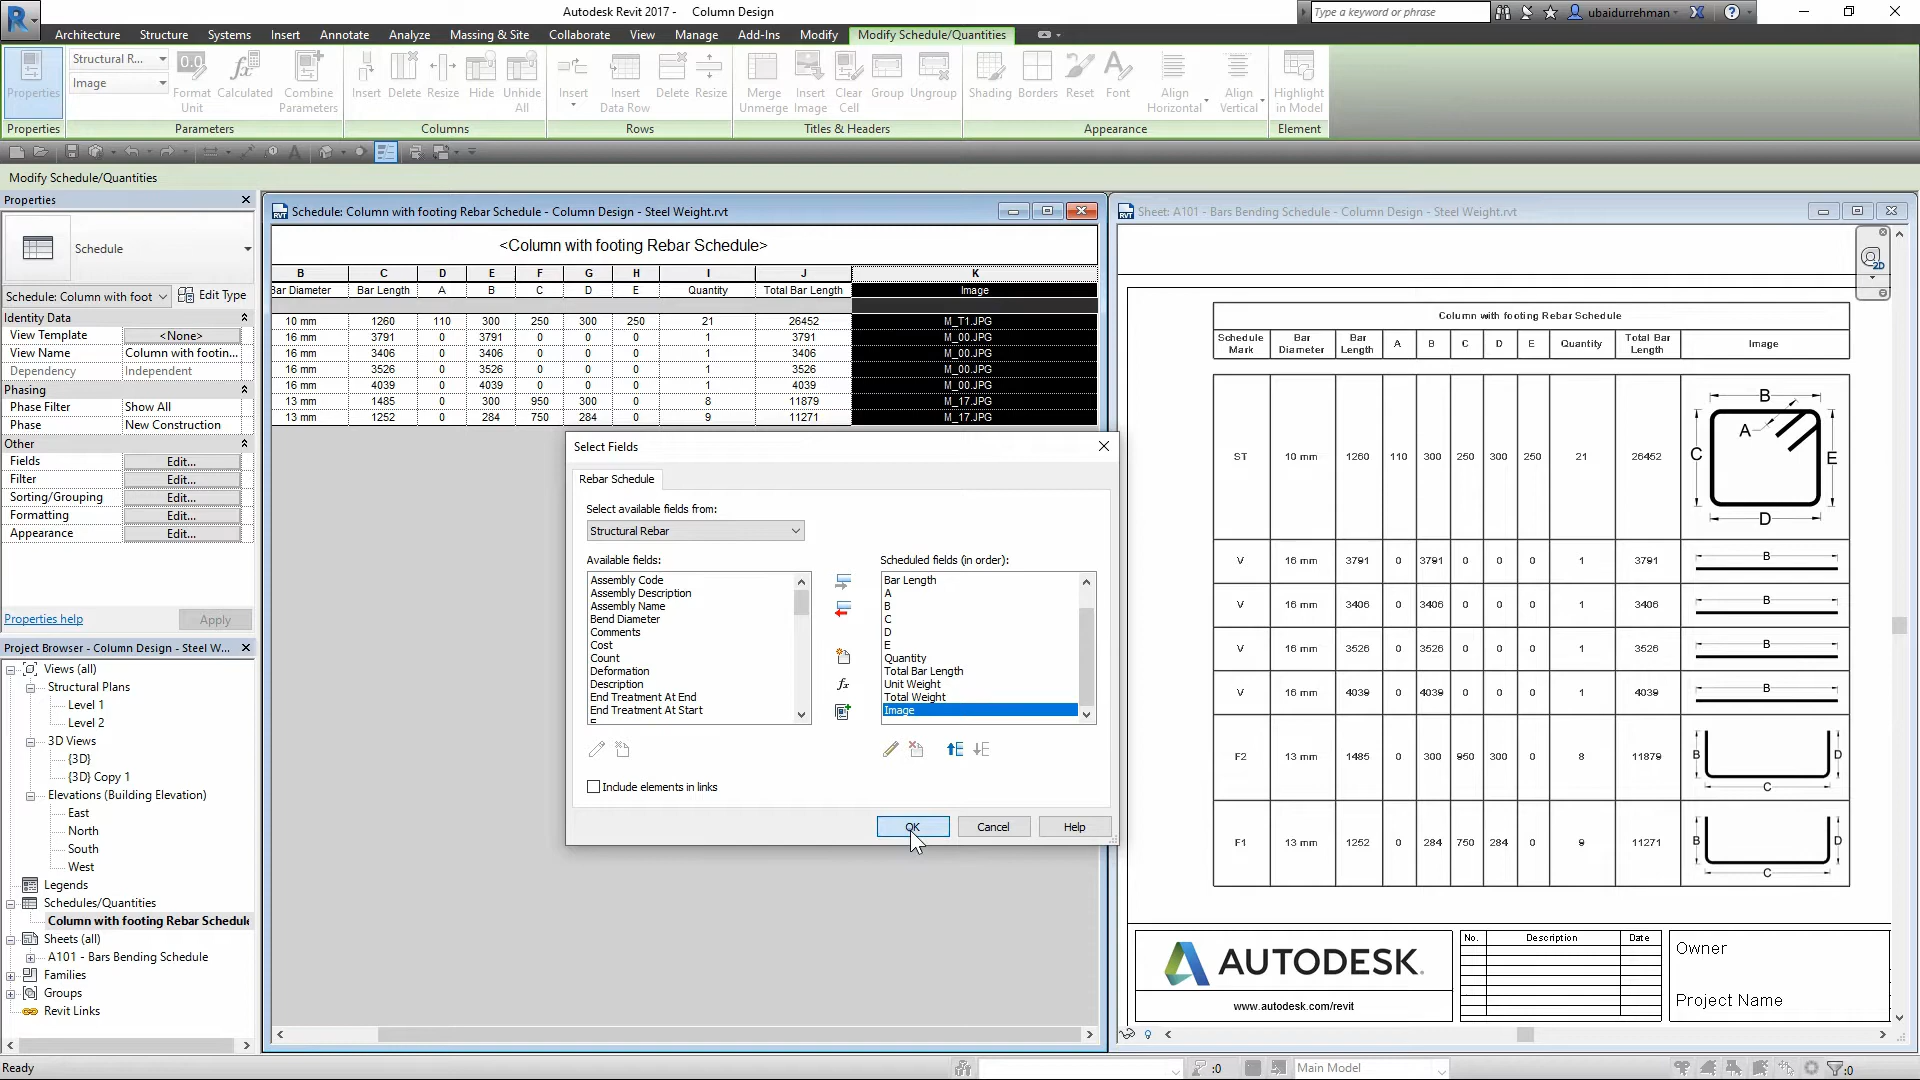 Autodesk Revit 2017 - Column Design
Type a keyword or phrase
ubaidurrehman
Architecture Structure Systems Insert Annotate Analyze Massing & Site Collaborate View Manage Add-Ins Modify Modify Schedule/Quantities
Properties
Structural R...
Image
Format Unit
Calculated
Combine Parameters
Insert Delete Resize Hide Unhide All
Insert
Insert Data Row
Delete Resize
Merge Unmerge
Insert Image
Clear Cell
Group Ungroup
Shading Borders Reset Font
Align Horizontal
Align Vertical
Highlight in Model
Properties Parameters Columns Rows Titles & Headers Appearance Element
Modify Schedule/Quantities
Properties
Schedule
Schedule: Column with foot
Edit Type
Identity Data
View Template <None>
View Name Column with footin...
Dependency Independent
Phasing
Phase Filter Show All
Phase New Construction
Other
Fields Edit...
Filter Edit...
Sorting/Grouping Edit...
Formatting Edit...
Appearance Edit...
Properties help
Apply
Project Browser - Column Design - Steel W...
Views (all)
Structural Plans
Level 1
Level 2
3D Views
{3D}
{3D} Copy 1
Elevations (Building Elevation)
East
North
South
West
Legends
Schedules/Quantities
Column with footing Rebar Schedule
Sheets (all)
A101 - Bars Bending Schedule
Families
Groups
Revit Links
Schedule: Column with footing Rebar Schedule - Column Design - Steel Weight.rvt
<Column with footing Rebar Schedule>
B C D E F G H I J K
Bar Diameter Bar Length A B C D E Quantity Total Bar Length Image
10 mm 1260 110 300 250 300 250 21 26452 M_T1.JPG
16 mm 3791 0 3791 0 0 0 1 3791 M_00.JPG
16 mm 3406 0 3406 0 0 0 1 3406 M_00.JPG
16 mm 3526 0 3526 0 0 0 1 3526 M_00.JPG
16 mm 4039 0 4039 0 0 0 1 4039 M_00.JPG
13 mm 1485 0 300 950 300 0 8 11879 M_17.JPG
13 mm 1252 0 284 750 284 0 9 11271 M_17.JPG
Select Fields
Rebar Schedule
Select available fields from:
Structural Rebar
Available fields:
Assembly Code
Assembly Description
Assembly Name
Bend Diameter
Comments
Cost
Count
Deformation
Description
End Treatment At End
End Treatment At Start
Scheduled fields (in order):
Bar Length
A
B
C
D
E
Quantity
Total Bar Length
Unit Weight
Total Weight
Image
fx
Include elements in links
OK Cancel Help
Sheet: A101 - Bars Bending Schedule - Column Design - Steel Weight.rvt
2D
Column with footing Rebar Schedule
Schedule Mark Bar Diameter Bar Length A B C D E Quantity Total Bar Length Image
ST 10 mm 1260 110 300 250 300 250 21 26452
B
A
C
E
D
V 16 mm 3791 0 3791 0 0 0 1 3791 B
V 16 mm 3406 0 3406 0 0 0 1 3406 B
V 16 mm 3526 0 3526 0 0 0 1 3526 B
V 16 mm 4039 0 4039 0 0 0 1 4039 B
F2 13 mm 1485 0 300 950 300 0 8 11879 B D
C
F1 13 mm 1252 0 284 750 284 0 9 11271 B D
C
AUTODESK.
www.autodesk.com/revit
No. Description Date
Owner
Project Name
Ready
:0
Main Model
:0